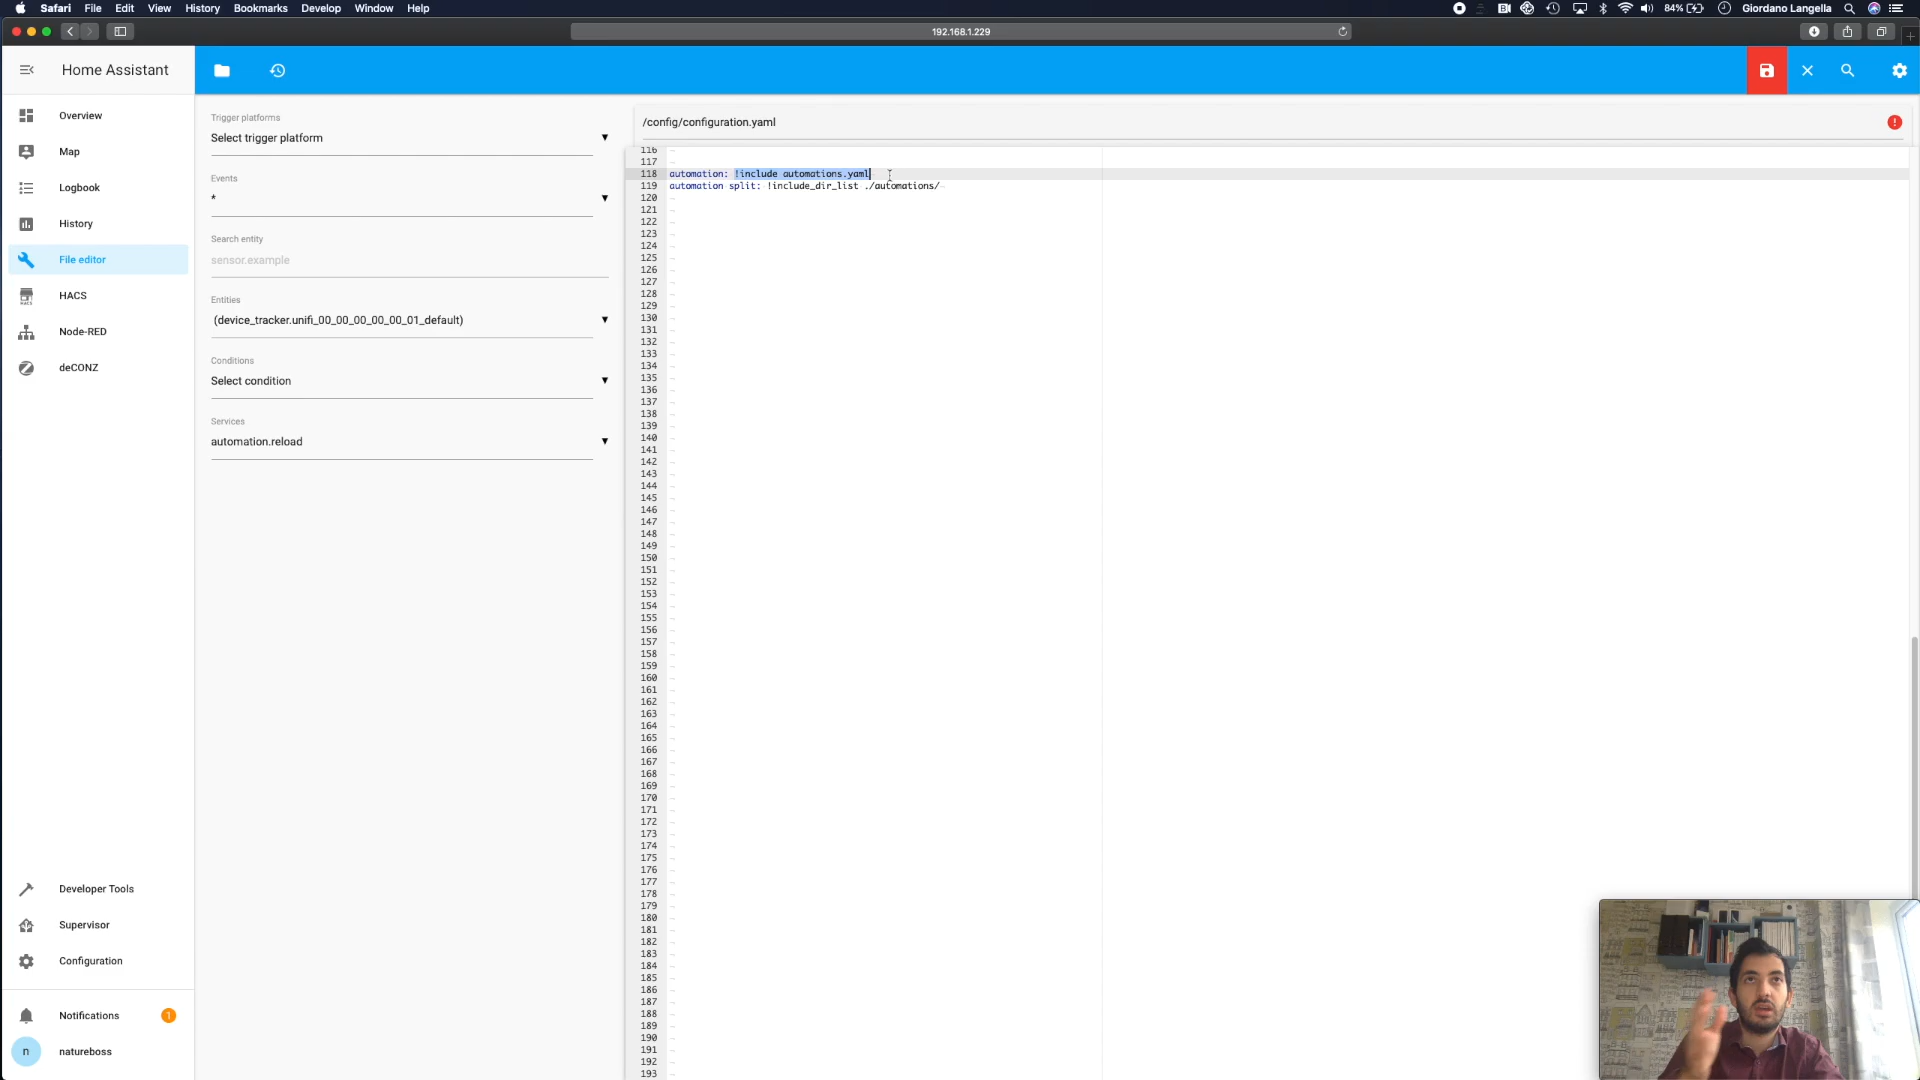 Safari File Edit View History Bookmarks Develop Window Help
84% Giordano Langella
192.168.1.229
Home Assistant
Overview
Map
Logbook
History
File editor
HACS
Node-RED
deCONZ
Developer Tools
Supervisor
Configuration
Notifications 1
n natureboss
Trigger platforms
Select trigger platform
Events
*
Search entity
sensor.example
Entities
(device_tracker.unifi_00_00_00_00_00_01_default)
Conditions
Select condition
Services
automation.reload
/config/configuration.yaml
116
117
118 automation: !include automations.yaml
119 automation split: !include_dir_list ./automations/
120
121
122
123
124
125
126
127
128
129
130
131
132
133
134
135
136
137
138
139
140
141
142
143
144
145
146
147
148
149
150
151
152
153
154
155
156
157
158
159
160
161
162
163
164
165
166
167
168
169
170
171
172
173
174
175
176
177
178
179
180
181
182
183
184
185
186
187
188
189
190
191
192
193